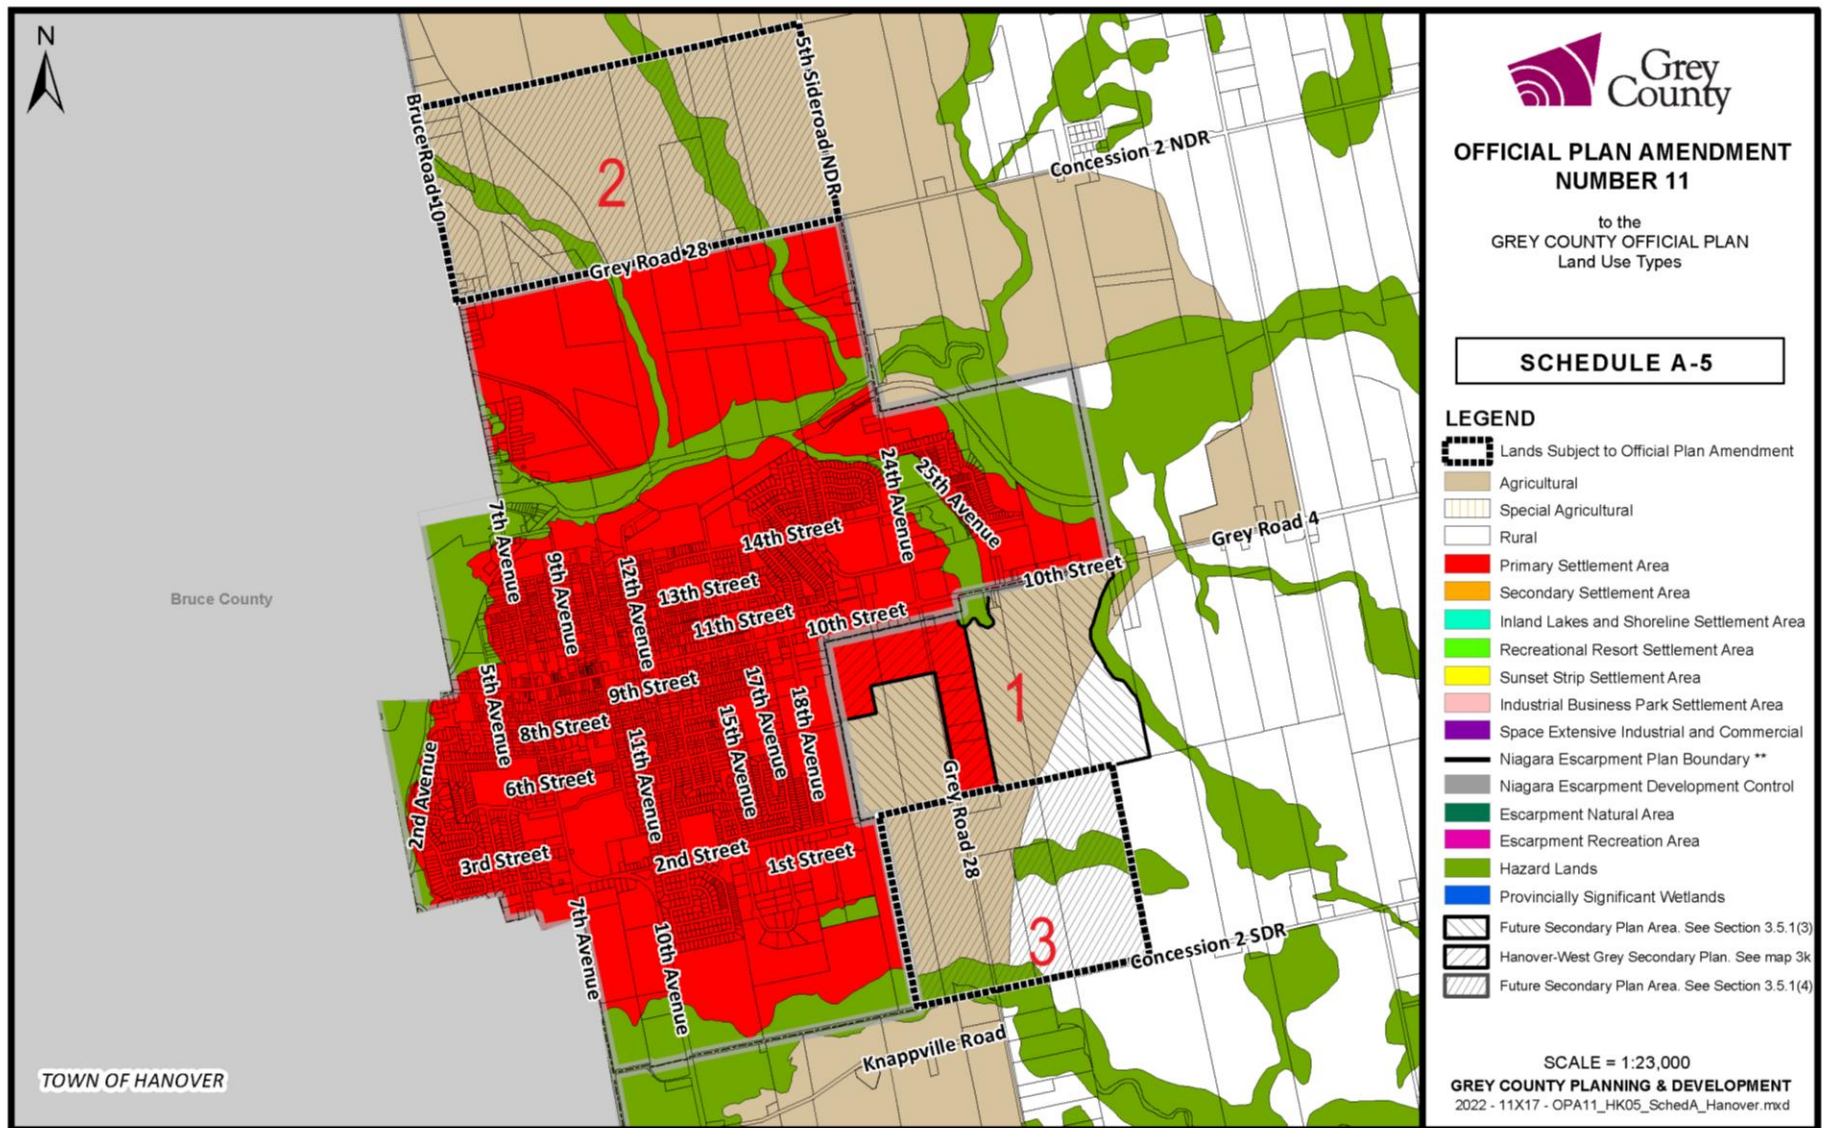 N
Bruce Road 10
5th Sideroad NDR
2
Grey Road 28
Concession 2 NDR
7th Avenue
9th Avenue
12th Avenue
14th Street
13th Street
11th Street
10th Street
24th Avenue
25th Avenue
10th Street
Grey Road 4
Bruce County
5th Avenue
9th Street
8th Street
6th Street
11th Avenue
15th Avenue
17th Avenue
18th Avenue
1
2nd Avenue
3rd Street
2nd Street
1st Street
Grey Road 28
3
7th Avenue
10th Avenue
Concession 2 SDR
Knappville Road
TOWN OF HANOVER
Grey
County
OFFICIAL PLAN AMENDMENT
NUMBER 11
to the
GREY COUNTY OFFICIAL PLAN
Land Use Types
SCHEDULE A-5
LEGEND
Lands Subject to Official Plan Amendment
Agricultural
Special Agricultural
Rural
Primary Settlement Area
Secondary Settlement Area
Inland Lakes and Shoreline Settlement Area
Recreational Resort Settlement Area
Sunset Strip Settlement Area
Industrial Business Park Settlement Area
Space Extensive Industrial and Commercial
Niagara Escarpment Plan Boundary **
Niagara Escarpment Development Control
Escarpment Natural Area
Escarpment Recreation Area
Hazard Lands
Provincially Significant Wetlands
Future Secondary Plan Area. See Section 3.5.1(3)
Hanover-West Grey Secondary Plan. See map 3k
Future Secondary Plan Area. See Section 3.5.1(4)
SCALE = 1:23,000
GREY COUNTY PLANNING & DEVELOPMENT
2022 - 11X17 - OPA11_HK05_SchedA_Hanover.mxd